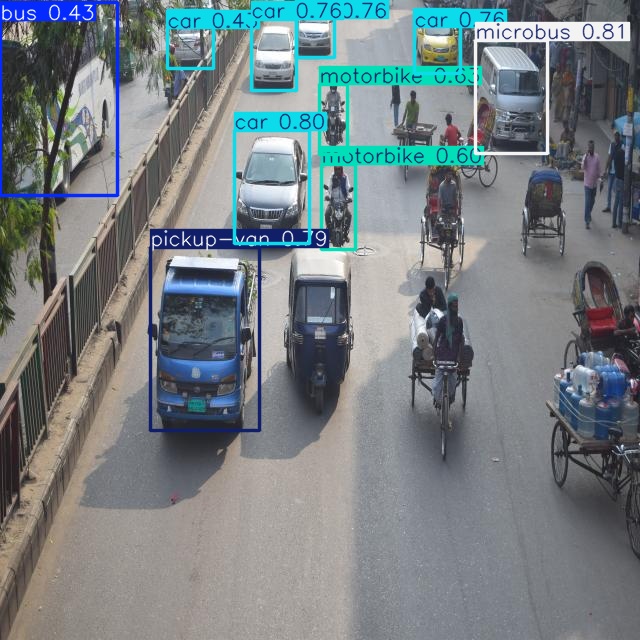 bus 0.43
car 0.43
car 0.76
0.76
car 0.76
microbus 0.81
motorbike 0.63
car 0.80
motorbike 0.60
pickup-van 0.79